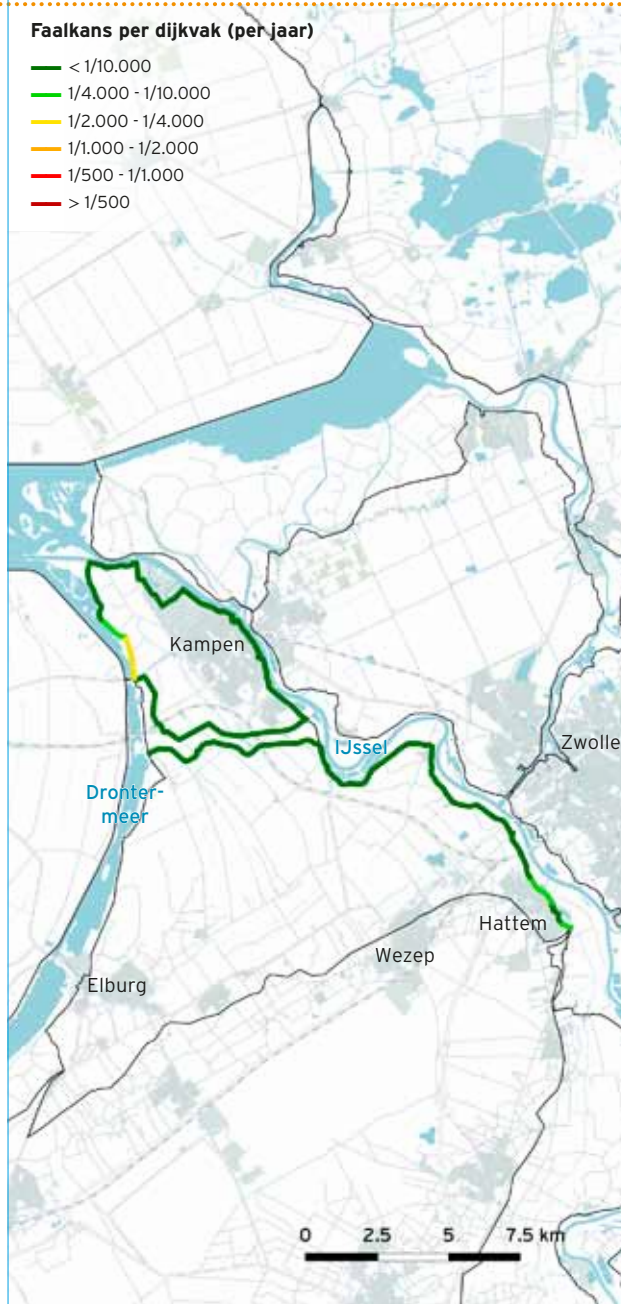 Faalkans per dijkvak (per jaar)
< 1/10.000
1/4.000 - 1/10.000
1/2.000 - 1/4.000
1/1.000 - 1/2.000
1/500 - 1/1.000
> 1/500
Kampen
IJssel
Zwolle
Dronter-
meer
Hattem
Wezep
Elburg
0 2.5 5 7.5 km